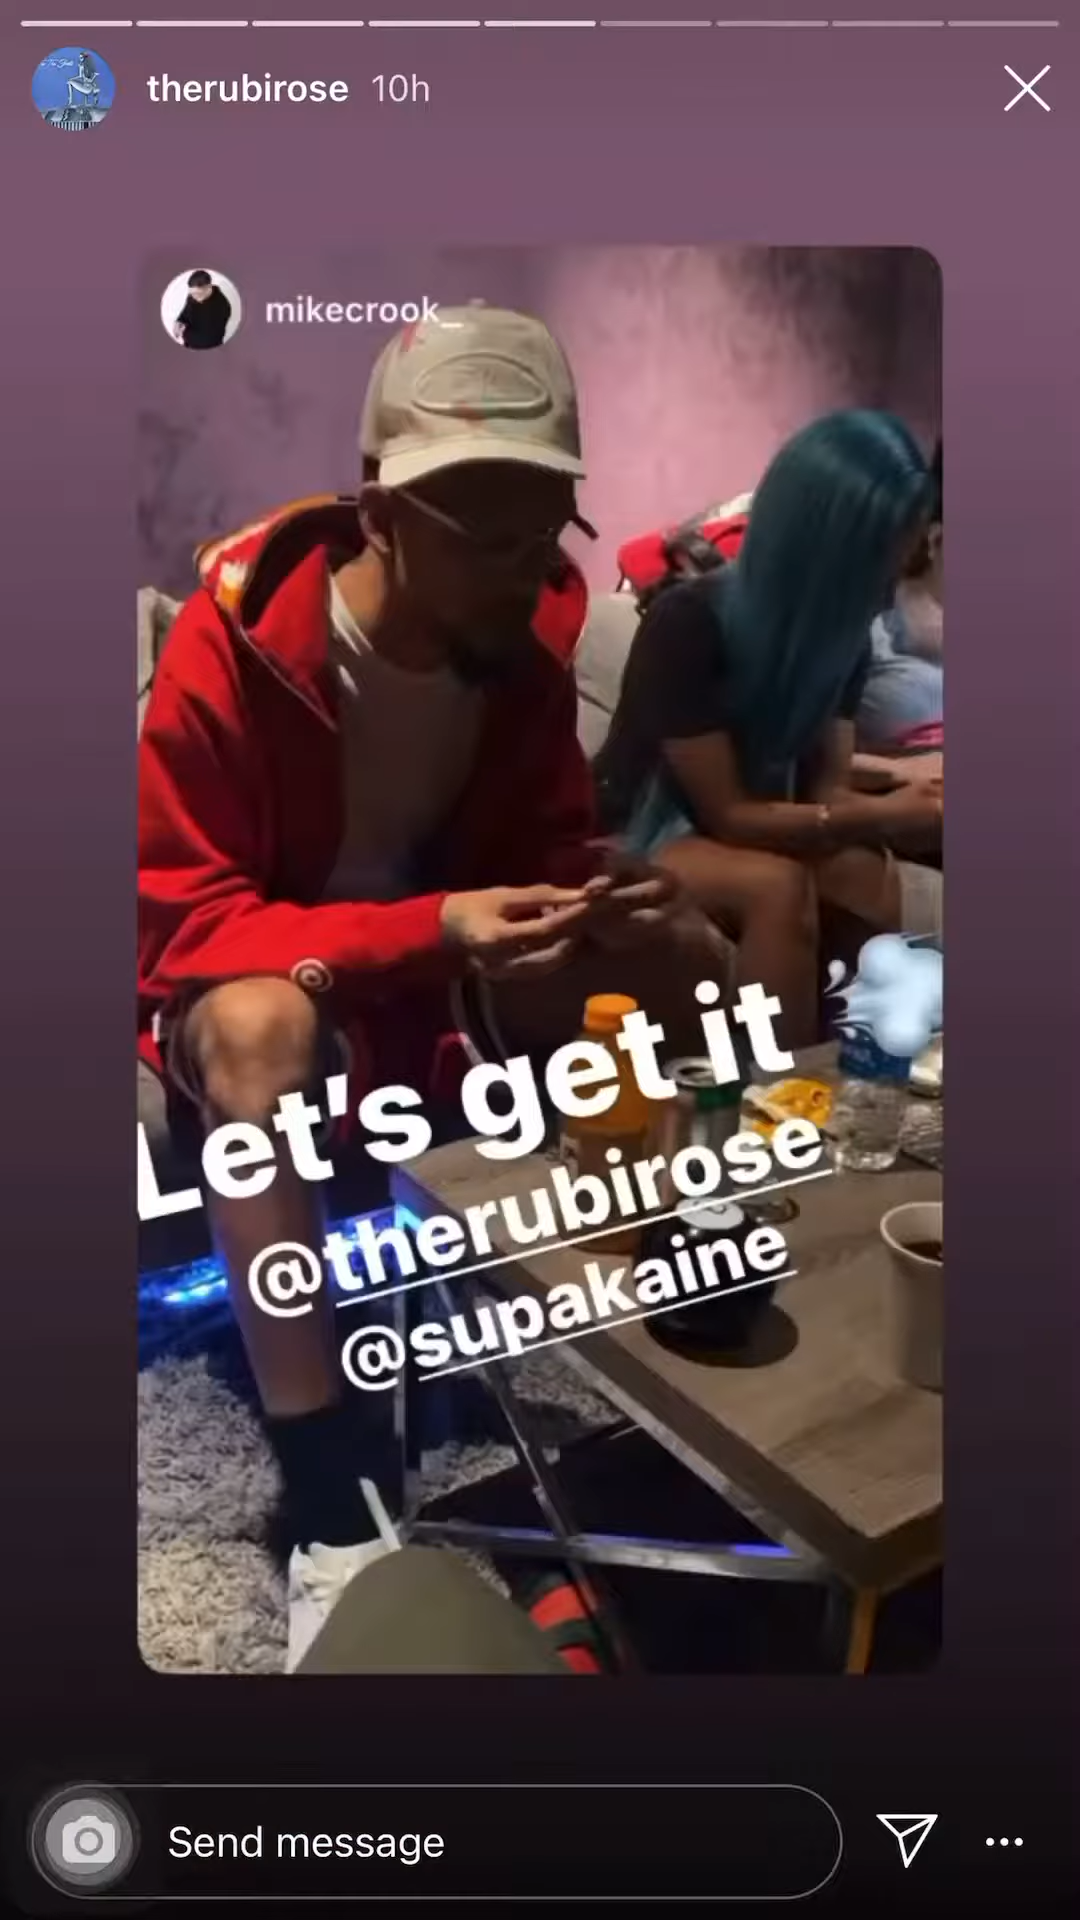 therubirose 10h
mikecrook_
Let's get it
@therubirose
@supakaine
Send message